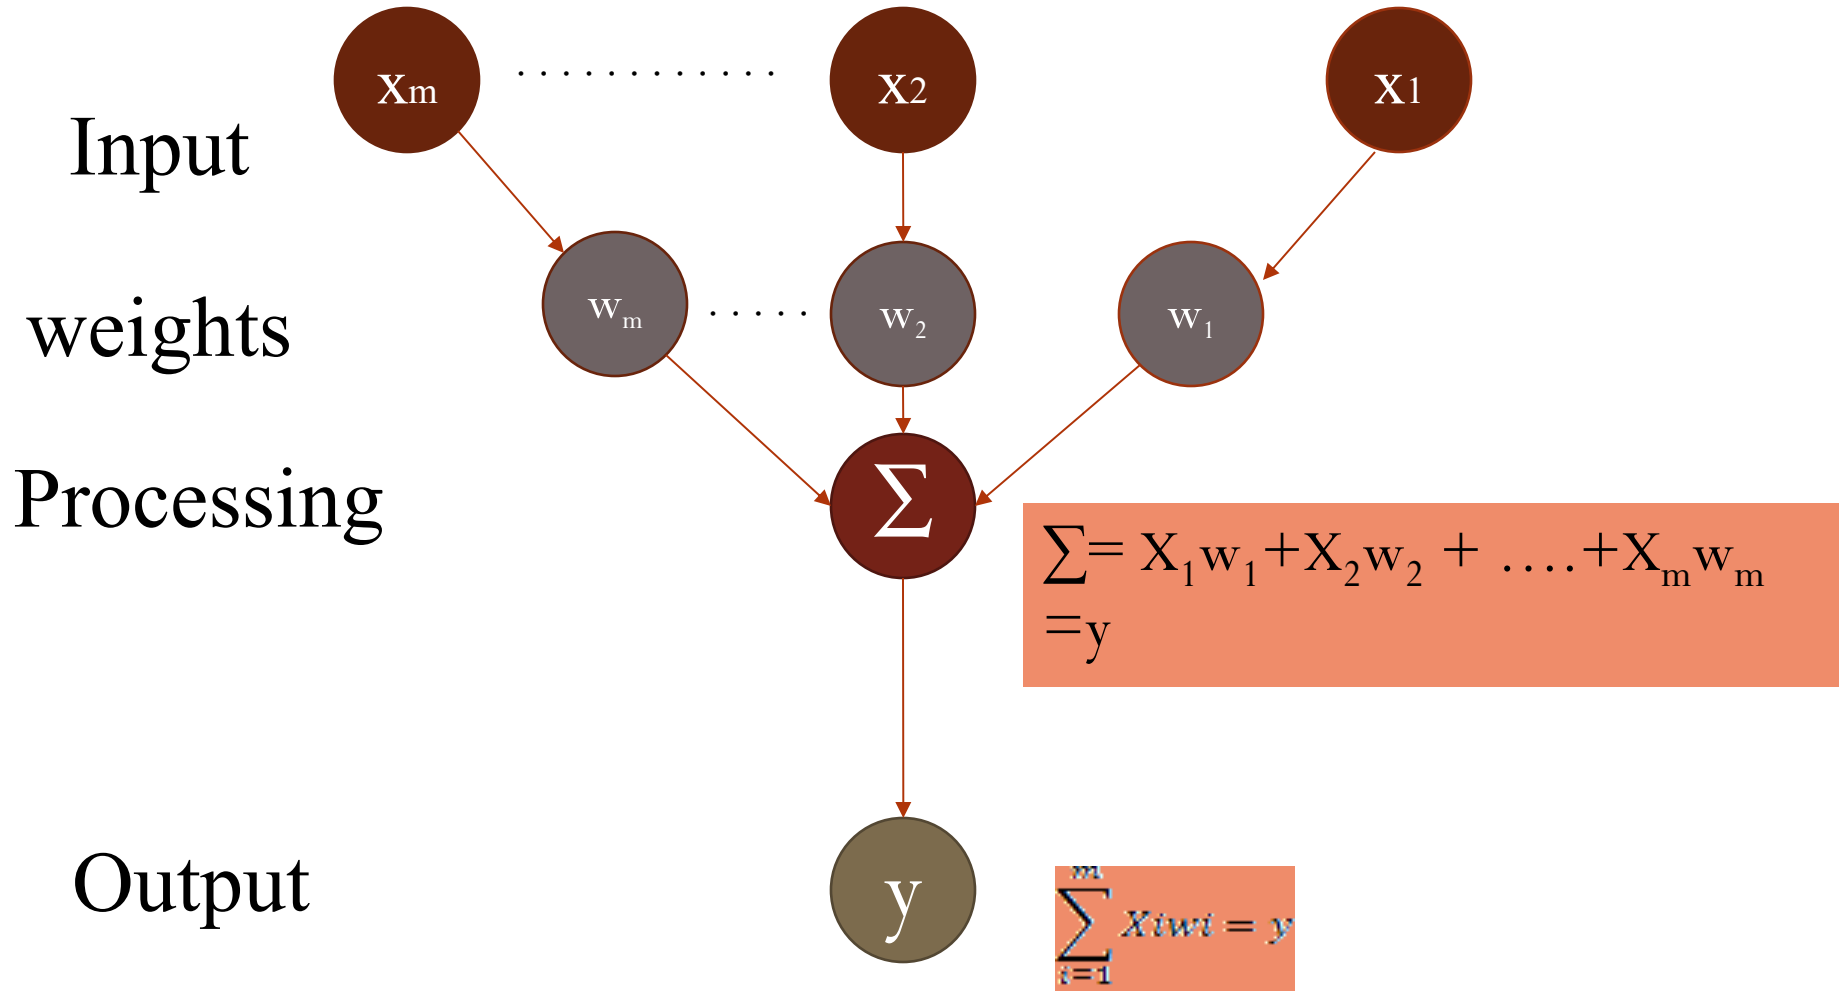 xm ............ x2 x1
Input
wm ..... w2 w1
weights
Processing
∑
∑= X1w1+X2w2 + ….+Xmwm
=y
Output
y
m
∑ Xiwi = y
i=1